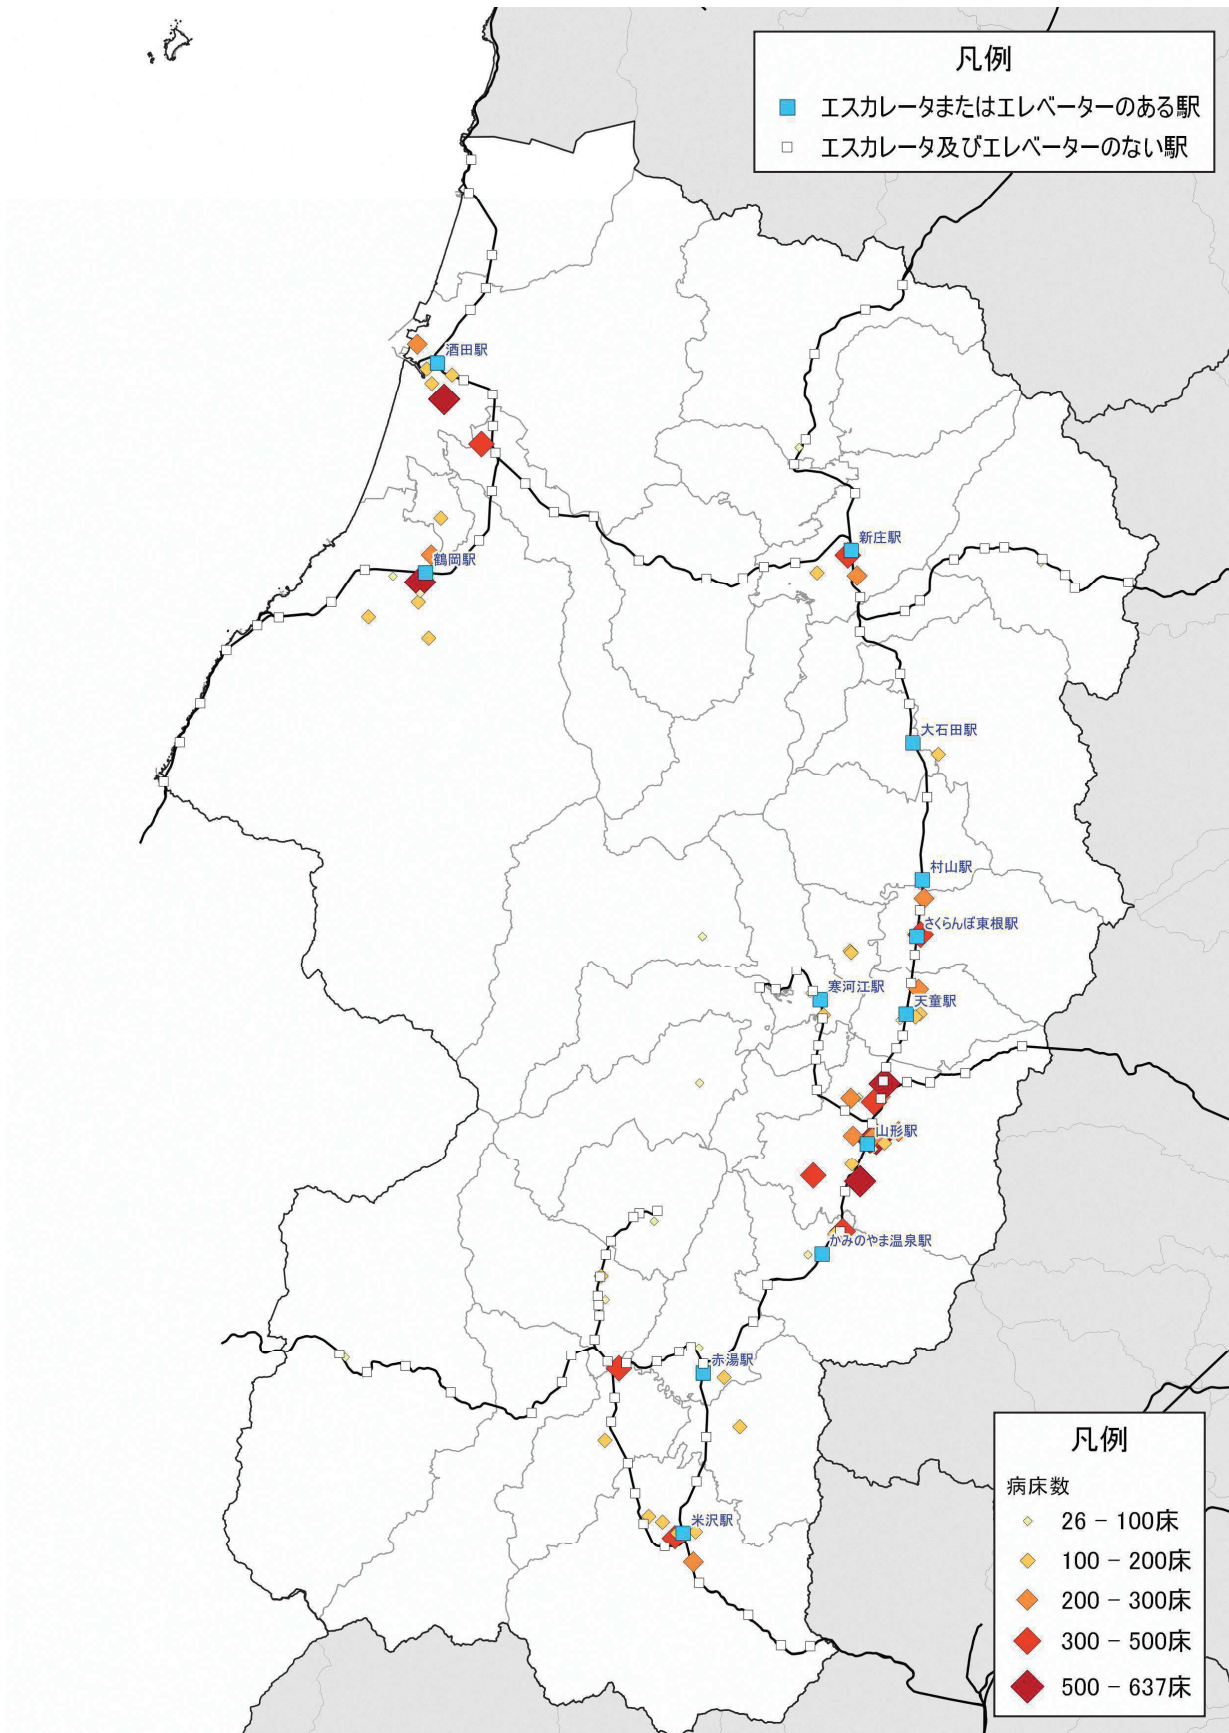 凡例
エスカレータまたはエレベーターのある駅
エスカレータ及びエレベーターのない駅
酒田駅
新庄駅
鶴岡駅
大石田駅
村山駅
さくらんぼ東根駅
寒河江駅
天童駅
山形駅
かみのやま温泉駅
赤湯駅
米沢駅
凡例
病床数
26 － 100床
100 － 200床
200 － 300床
300 － 500床
500 － 637床